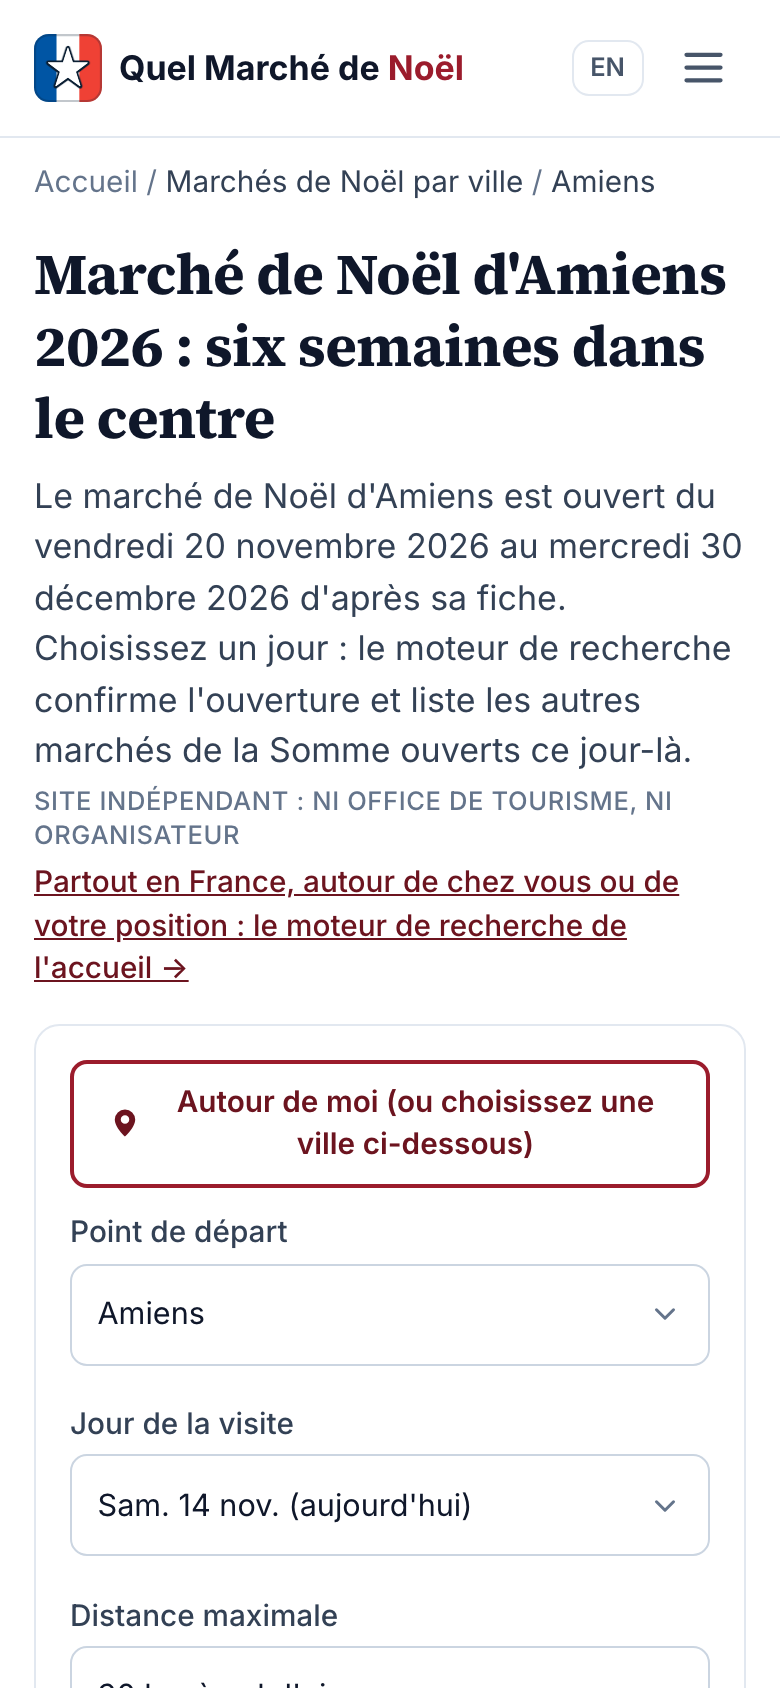 Quel Marché de Noël
EN
Accueil / Marchés de Noël par ville / Amiens
Marché de Noël d'Amiens
2026 : six semaines dans
le centre
Le marché de Noël d'Amiens est ouvert du
vendredi 20 novembre 2026 au mercredi 30
décembre 2026 d'après sa fiche.
Choisissez un jour : le moteur de recherche
confirme l'ouverture et liste les autres
marchés de la Somme ouverts ce jour-là.
SITE INDÉPENDANT : NI OFFICE DE TOURISME, NI
ORGANISATEUR
Partout en France, autour de chez vous ou de
votre position : le moteur de recherche de
l'accueil →
Autour de moi (ou choisissez une
ville ci-dessous)
Point de départ
Amiens
Jour de la visite
Sam. 14 nov. (aujourd'hui)
Distance maximale